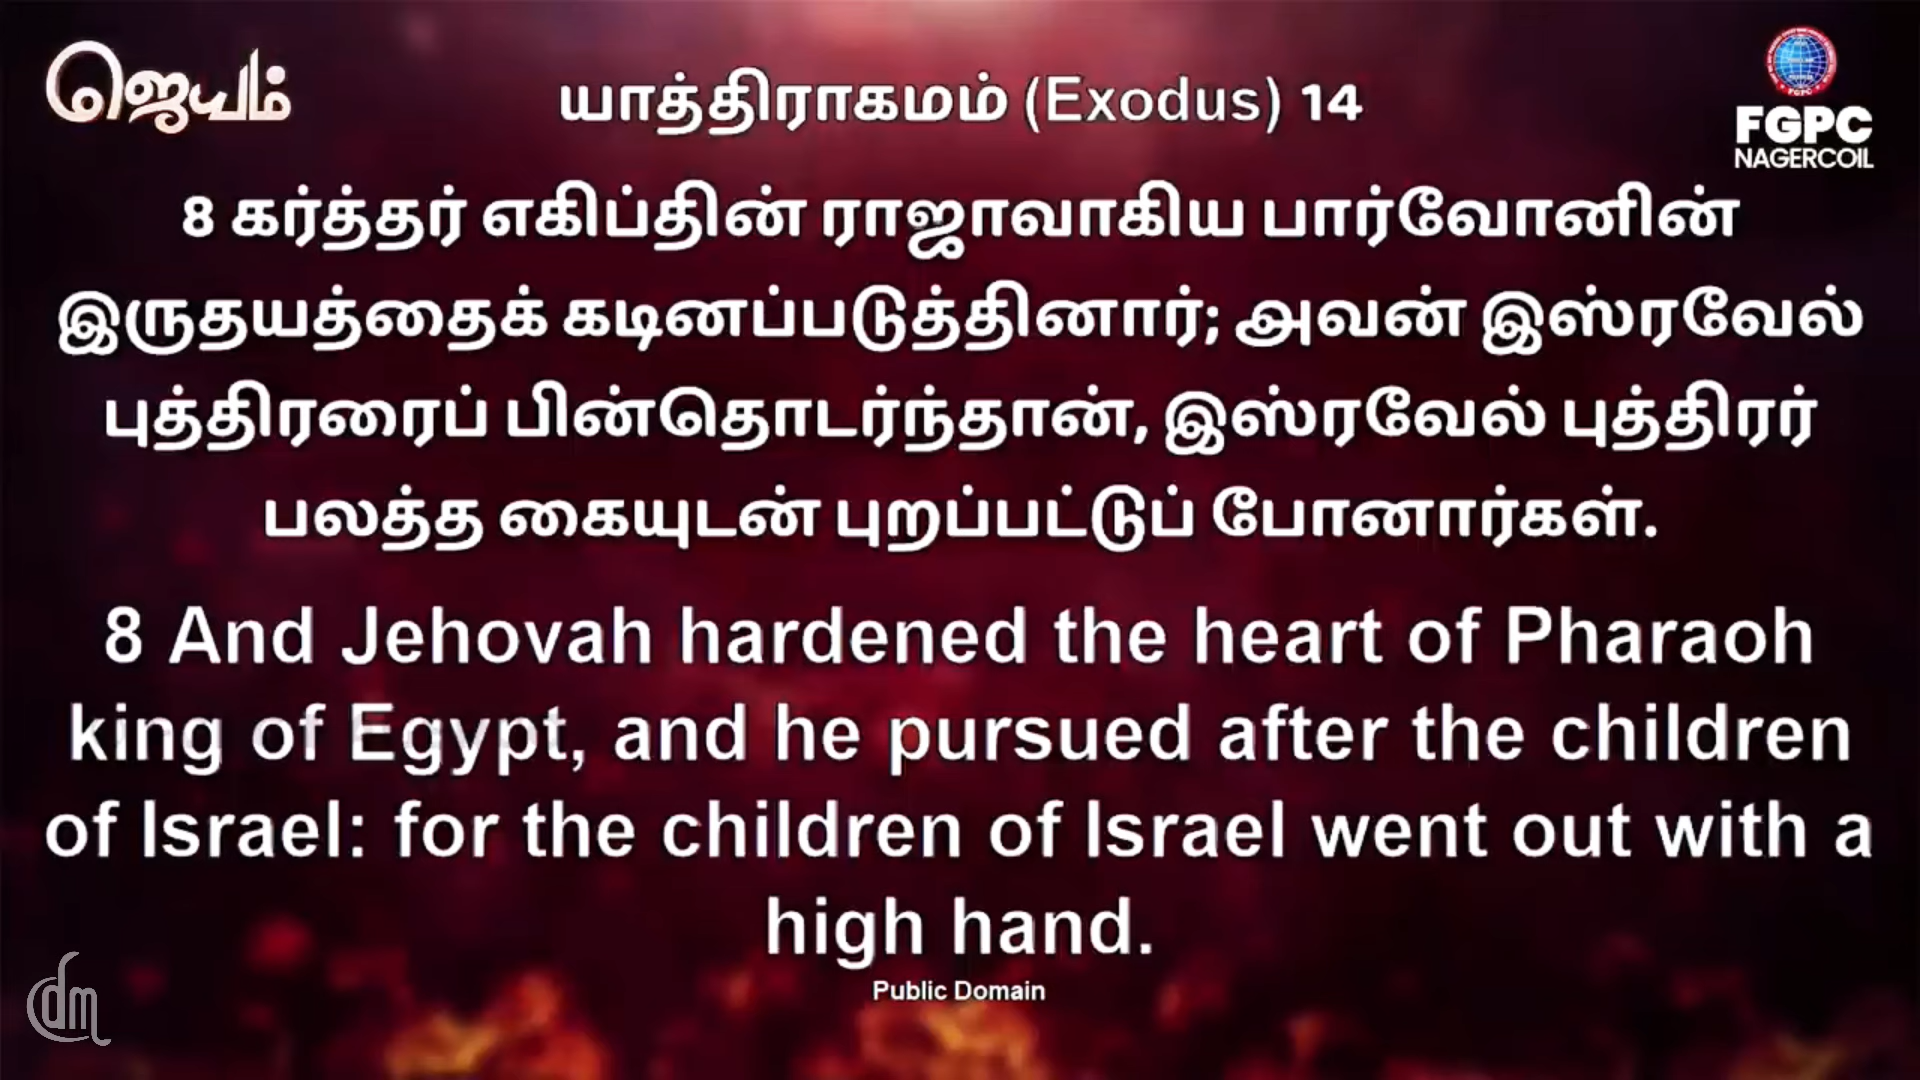 ஜெயம்
யாத்திராகமம் (Exodus) 14
FGPC
NAGERCOIL
8 கர்த்தர் எகிப்தின் ராஜாவாகிய பார்வோனின்
இருதயத்தைக் கடினப்படுத்தினார்; அவன் இஸ்ரவேல்
புத்திரரைப் பின்தொடர்ந்தான், இஸ்ரவேல் புத்திரர்
பலத்த கையுடன் புறப்பட்டுப் போனார்கள்.
8 And Jehovah hardened the heart of Pharaoh
king of Egypt, and he pursued after the children
of Israel: for the children of Israel went out with a
high hand.
Public Domain
dm